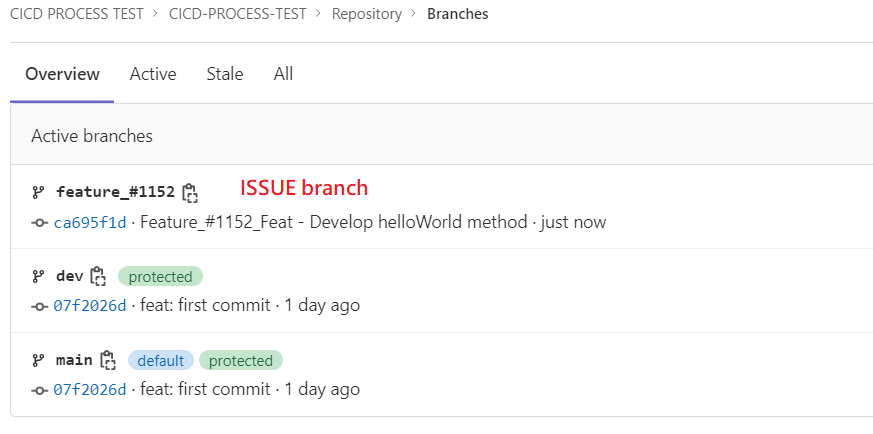 CICD PROCESS TEST > CICD-PROCESS-TEST > Repository > Branches
Overview Active Stale All
Active branches
feature_#1152 ISSUE branch
ca695f1d · Feature_#1152_Feat - Develop helloWorld method · just now
dev protected
07f2026d · feat: first commit · 1 day ago
main default protected
07f2026d · feat: first commit · 1 day ago